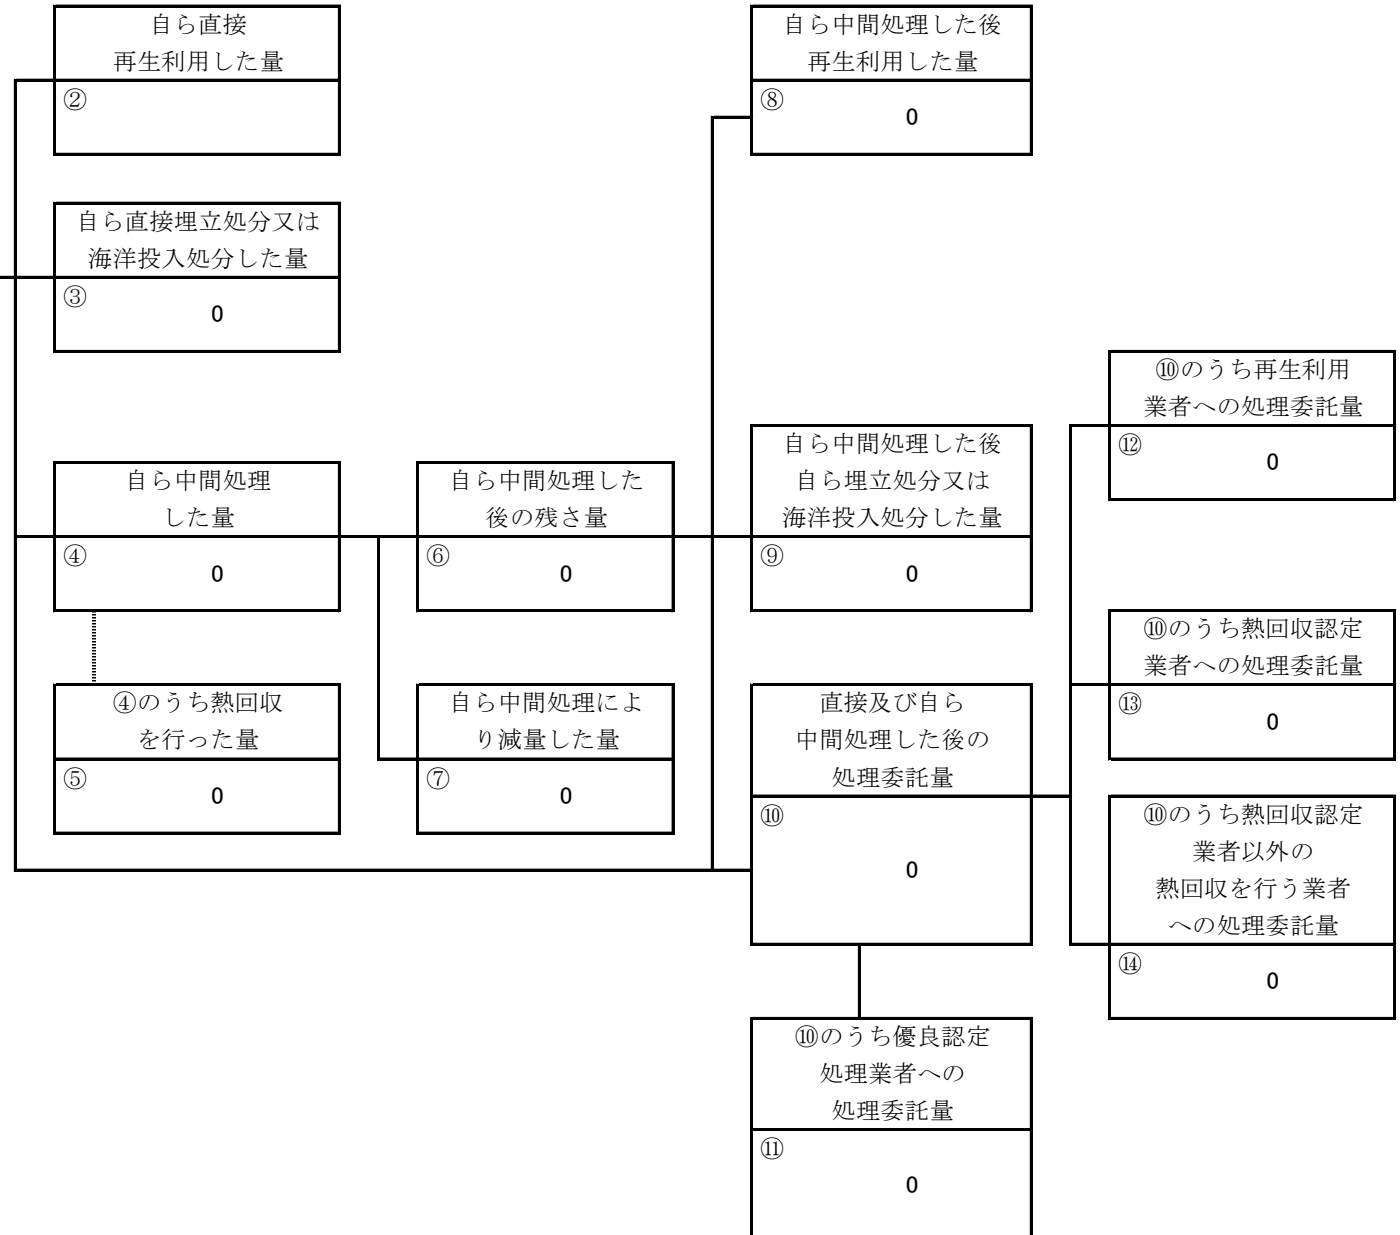 自ら直接
再生利用した量
②
自ら直接埋立処分又は
海洋投入処分した量
③
0
自ら中間処理
した量
④
0
④のうち熱回収
を行った量
⑤
0
自ら中間処理した
後の残さ量
⑥
0
自ら中間処理によ
り減量した量
⑦
0
自ら中間処理した後
再生利用した量
⑧
0
自ら中間処理した後
自ら埋立処分又は
海洋投入処分した量
⑨
0
直接及び自ら
中間処理した後の
処理委託量
⑩
0
⑩のうち優良認定
処理業者への
処理委託量
⑪
0
⑩のうち再生利用
業者への処理委託量
⑫
0
⑩のうち熱回収認定
業者への処理委託量
⑬
0
⑩のうち熱回収認定
業者以外の
熱回収を行う業者
への処理委託量
⑭
0